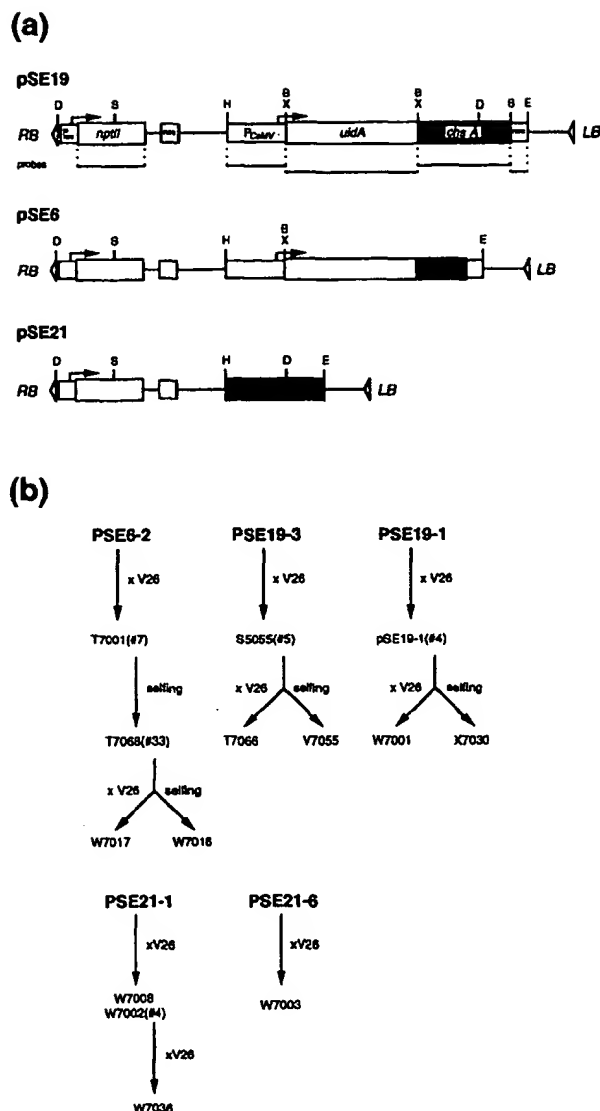 (a)
pSE19
D S H B X B X D B E
RB nptII PCaMV uidA chs A LB
probes
pSE6
D S H B X E
RB LB
pSE21
D S H D E
RB LB
(b)
PSE6-2 PSE19-3 PSE19-1
x V26 x V26 x V26
T7001(#7) S5055(#5) pSE19-1(#4)
selfing x V26 selfing x V26 selfing
T7068(#33) T7066 V7055 W7001 X7030
x V26 selfing
W7017 W7016
PSE21-1 PSE21-6
xV26 xV26
W7008
W7002(#4) W7003
xV26
W7036